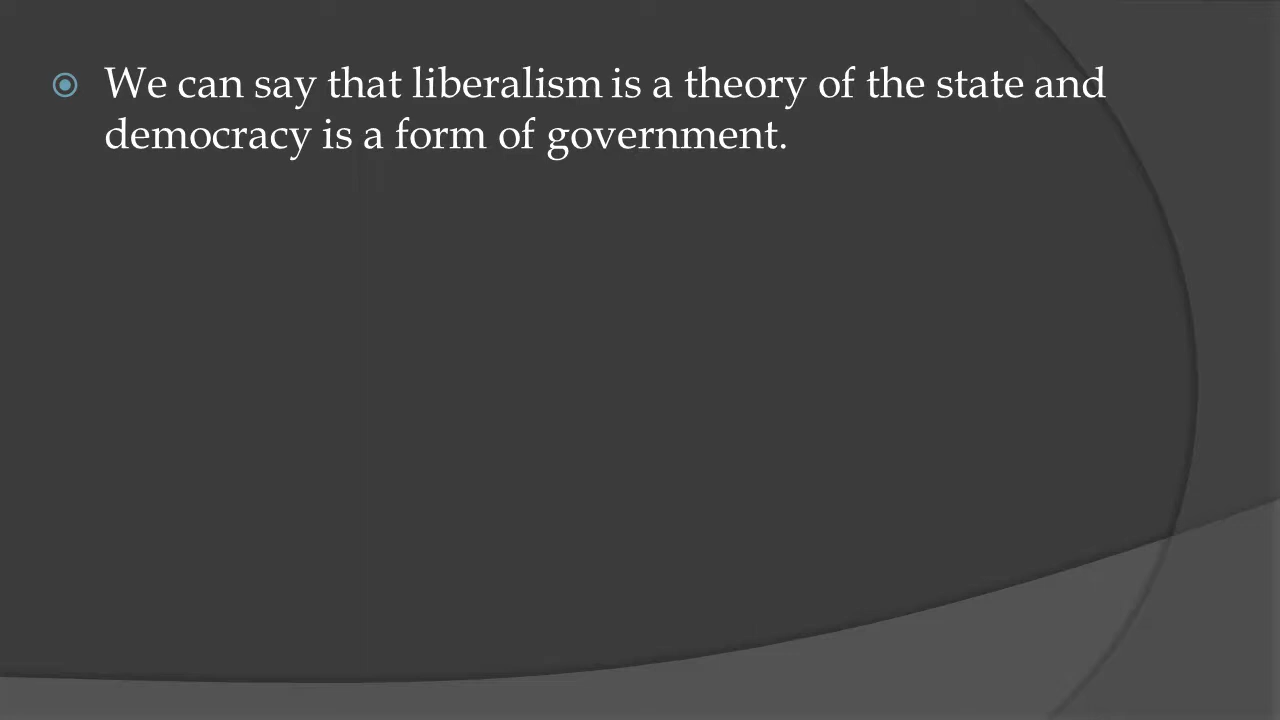 We can say that liberalism is a theory of the state and
democracy is a form of government.